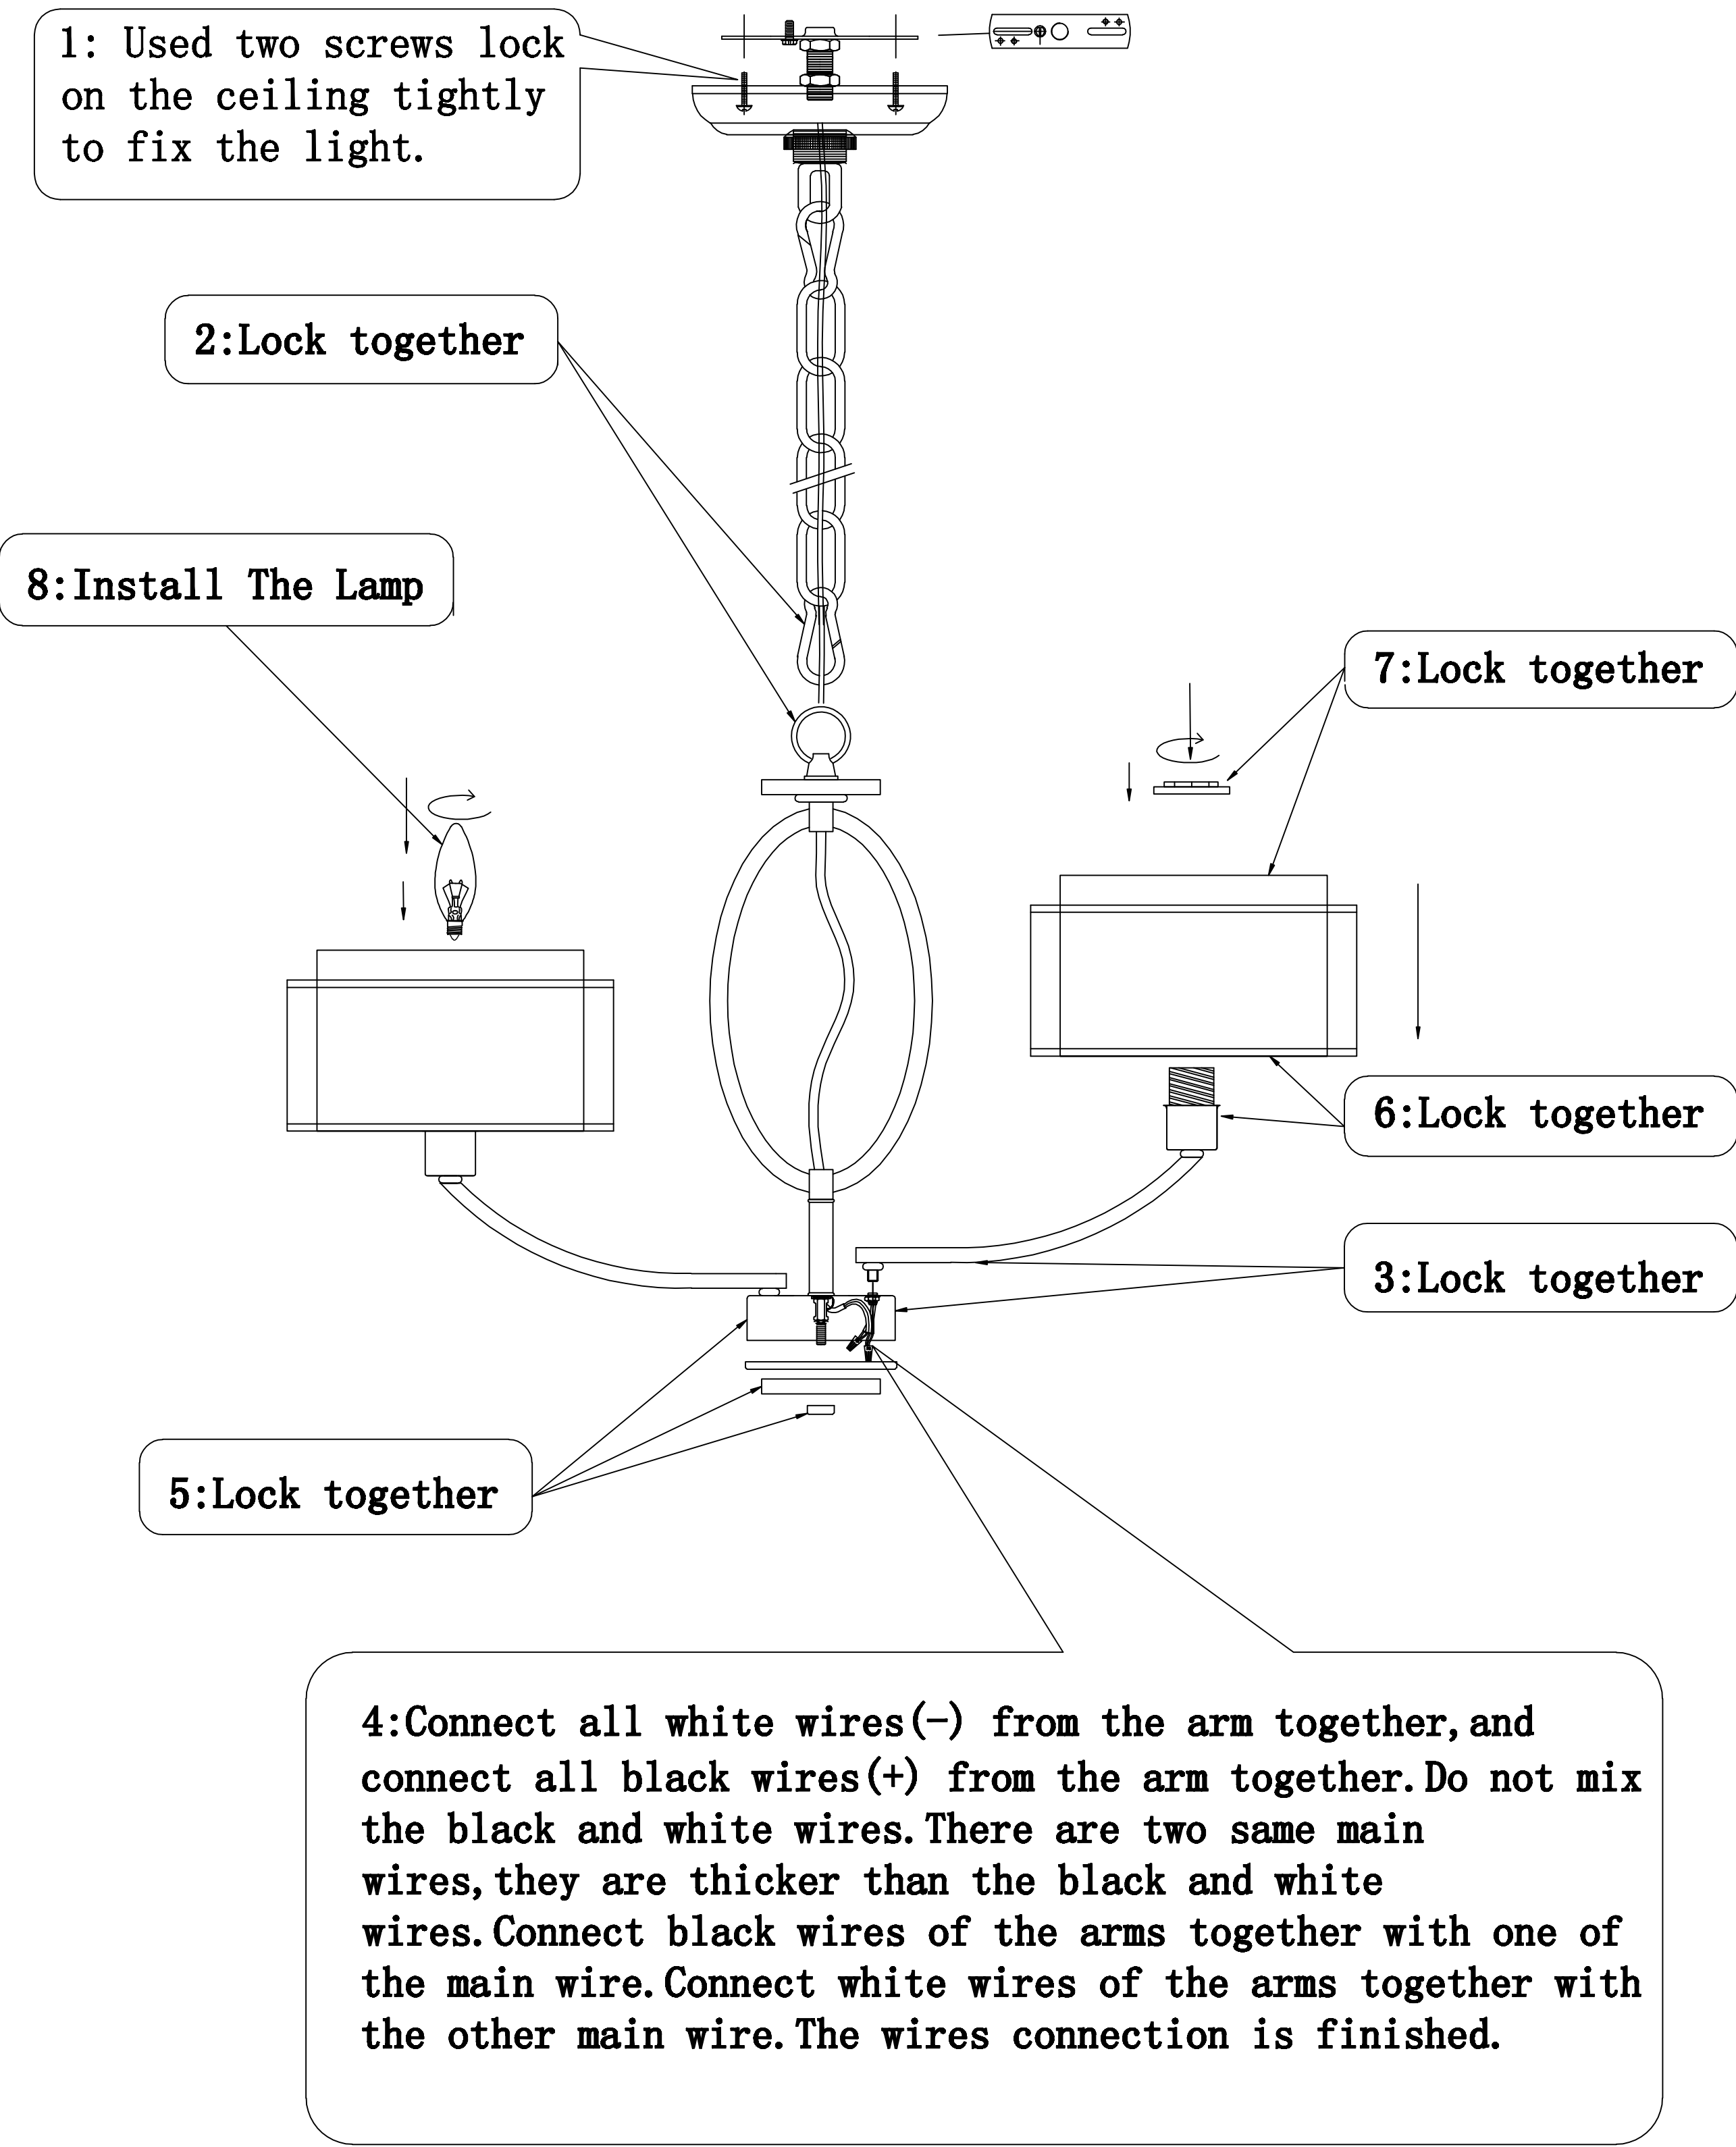 1: Used two screws lock
on the ceiling tightly
to fix the light.
2:Lock together
8:Install The Lamp
7:Lock together
6:Lock together
3:Lock together
5:Lock together
4:Connect all white wires(-) from the arm together,and
connect all black wires(+) from the arm together.Do not mix
the black and white wires.There are two same main
wires,they are thicker than the black and white
wires.Connect black wires of the arms together with one of
the main wire.Connect white wires of the arms together with
the other main wire.The wires connection is finished.